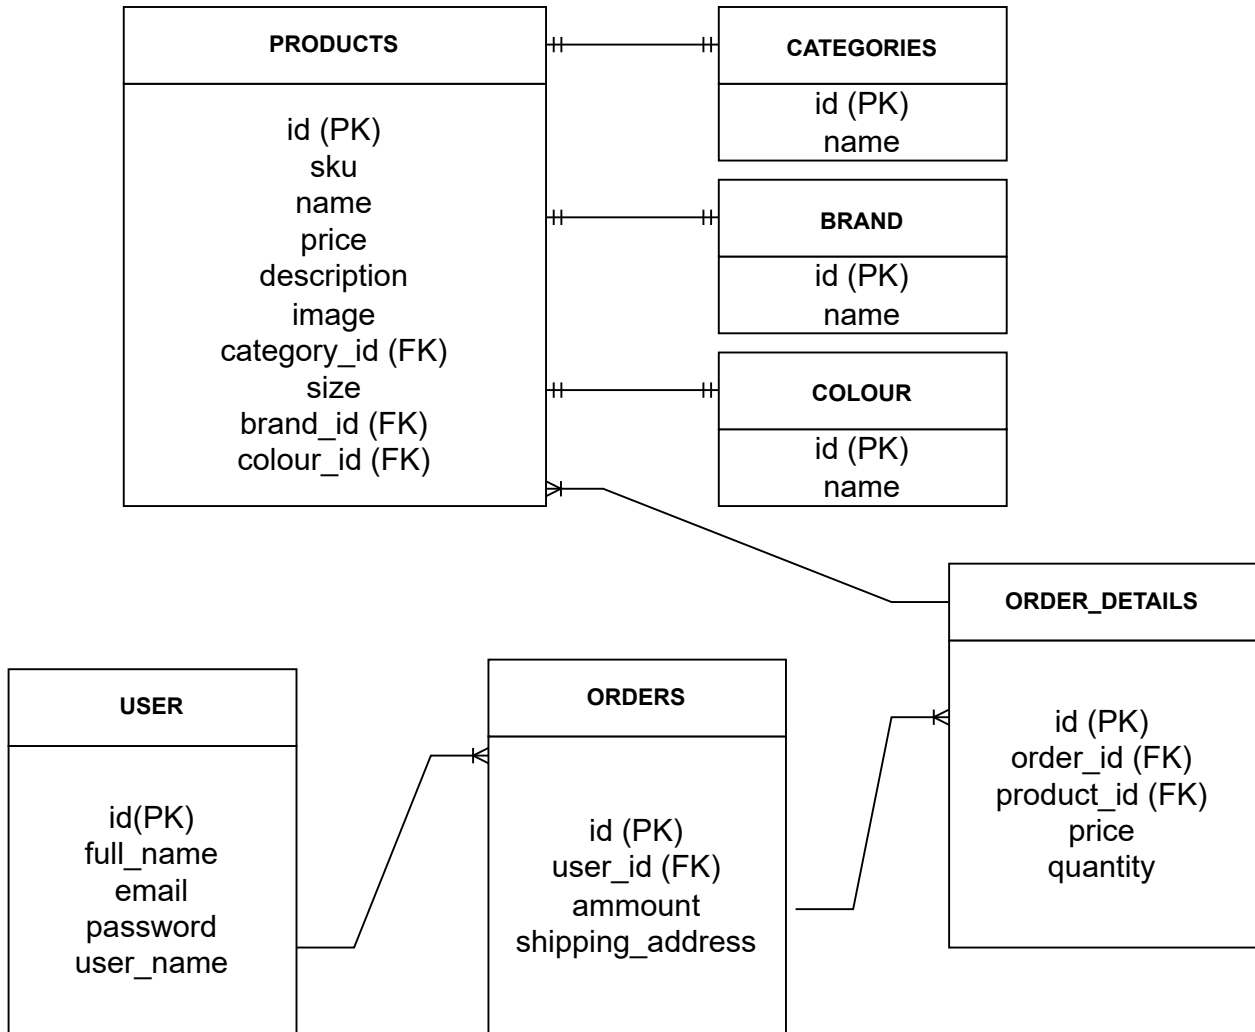 PRODUCTS
id (PK)
sku
name
price
description
image
category_id (FK)
size
brand_id (FK)
colour_id (FK)
CATEGORIES
id (PK)
name
BRAND
id (PK)
name
COLOUR
id (PK)
name
USER
id(PK)
full_name
email
password
user_name
ORDERS
id (PK)
user_id (FK)
ammount
shipping_address
ORDER_DETAILS
id (PK)
order_id (FK)
product_id (FK)
price
quantity